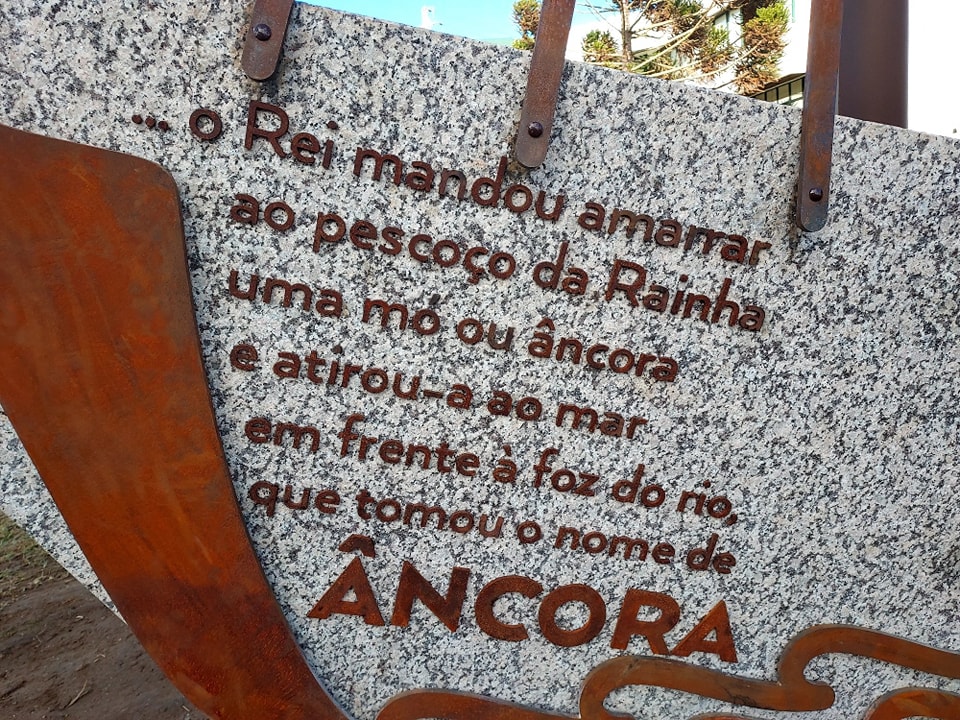 ... o Rei mandou amarrar
ao pescoço da Rainha
uma mó ou âncora
e atirou-a ao mar
em frente à foz do rio,
que tomou o nome de
ÂNCORA